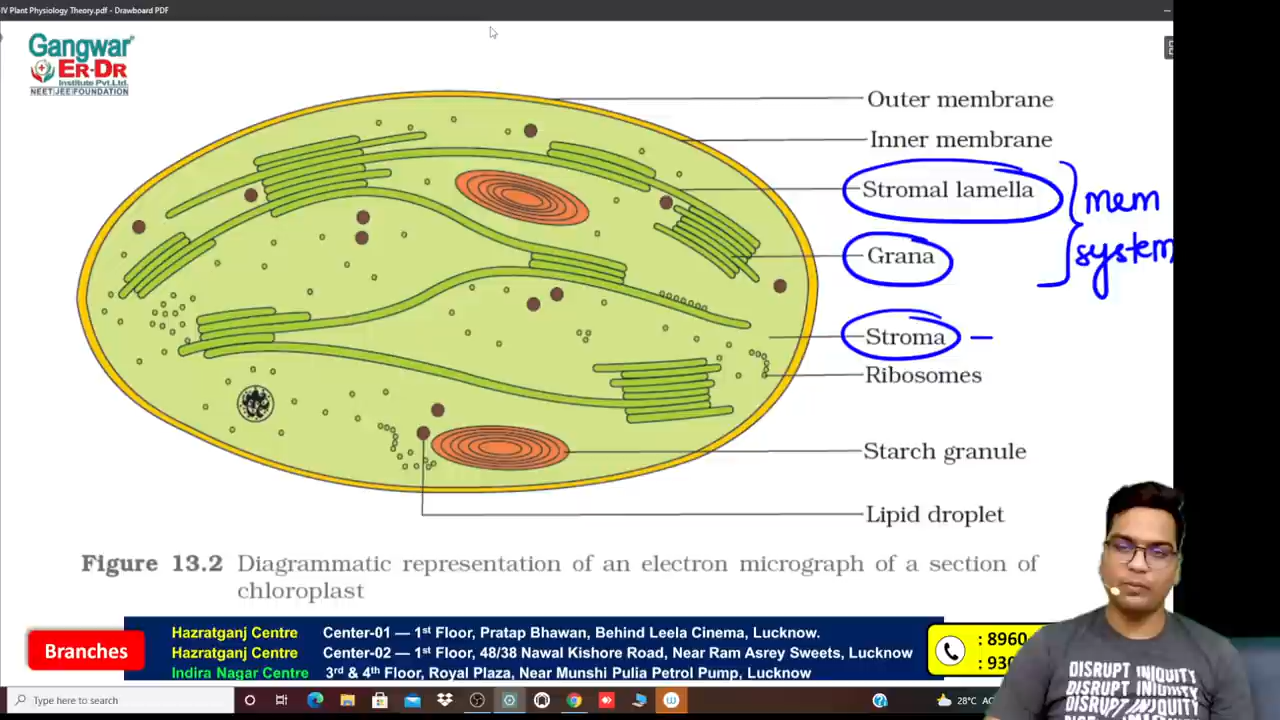 IV Plant Physiology Theory.pdf - Drawboard PDF
Gangwar
ER-DR
Institute Pvt.Ltd.
NEET|JEE|FOUNDATION
Outer membrane
Inner membrane
Stromal lamella
mem
system
Grana
Stroma
Ribosomes
Starch granule
Lipid droplet
Figure 13.2 Diagrammatic representation of an electron micrograph of a section of
chloroplast
Branches
Hazratganj Centre Center-01 — 1st Floor, Pratap Bhawan, Behind Leela Cinema, Lucknow.
Hazratganj Centre Center-02 — 1st Floor, 48/38 Nawal Kishore Road, Near Ram Asrey Sweets, Lucknow
Indira Nagar Centre 3rd & 4th Floor, Royal Plaza, Near Munshi Pulia Petrol Pump, Lucknow
: 8960
: 930
DISRUPT INIQUITY
DISRUPT INIQUITY
DISRUPT INIQUITY
Type here to search
28°C